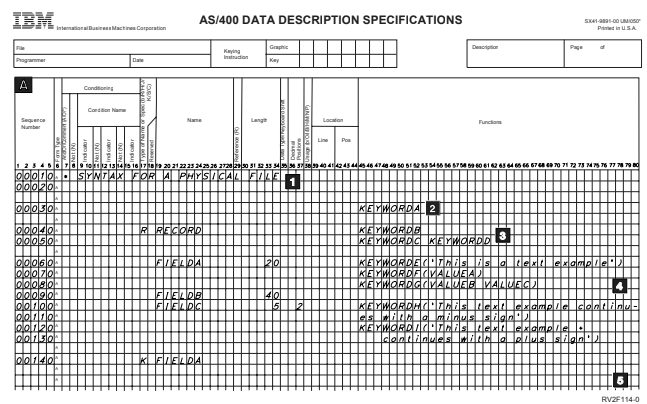 IBM International Business Machines Corporation
AS/400 DATA DESCRIPTION SPECIFICATIONS
SX41-9891-00 UM/050*
Printed in U.S.A.
File
Programmer Date
Keying Instruction
Graphic
Key
Description
Page of
A
Conditioning
Condition Name
Sequence Number
Form Type
Not (N)
Indicator
Not (N)
Indicator
Not (N)
Indicator
Reserved
Name
Reference (R)
Length
Decimal Positions
Location
Line Pos
Functions
1 2 3 4 5 6 7 8 9 10 11 12 13 14 15 16 17 18 19 20 21 22 23 24 25 26 27 28 29 30 31 32 33 34 35 36 37 38 39 40 41 42 43 44 45 46 47 48 49 50 51 52 53 54 55 56 57 58 59 60 61 62 63 64 65 66 67 68 69 70 71 72 73 74 75 76 77 78 79 80
00010A * SYNTAX FOR A PHYSICAL FILE 1
00020A
00030A KEYWORDA 2
00040A R RECORD KEYWORDB
00050A KEYWORDC KEYWORDD 3
00060A FIELDA 20 KEYWORDE('This is a text example')
00070A KEYWORDF(VALUEA)
00080A KEYWORDG(VALUEB VALUEC) 4
00090A FIELDB 40
00100A FIELDC 5 2 KEYWORDH('This text example continu-
00110A es with a minus sign')
00120A KEYWORDI('This text example +
00130A continues with a plus sign')
00140A K FIELDA
5
RV2F114-0